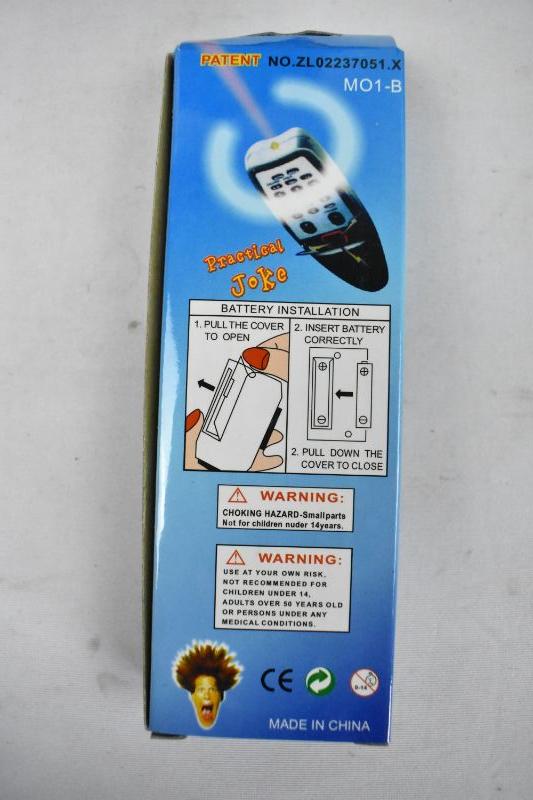 PATENT NO.ZL02237051.X
MO1-B
Practical
Joke
BATTERY INSTALLATION
1. PULL THE COVER
TO OPEN
2. INSERT BATTERY
CORRECTLY
2. PULL DOWN THE
COVER TO CLOSE
WARNING:
CHOKING HAZARD-Smallparts
Not for children nuder 14years.
WARNING:
USE AT YOUR OWN RISK.
NOT RECOMMENDED FOR
CHILDREN UNDER 14,
ADULTS OVER 50 YEARS OLD
OR PERSONS UNDER ANY
MEDICAL CONDITIONS.
CE
0-14
MADE IN CHINA